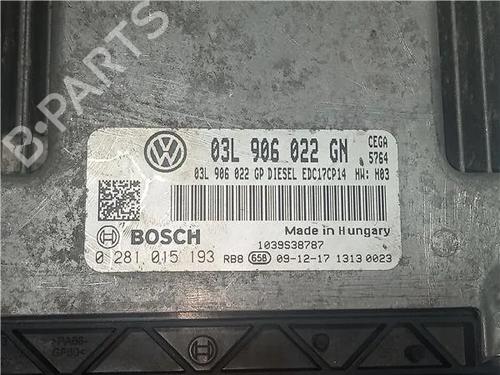 B-PARTS
03L 906 022 GN
CEGA
5764
03L 906 022 GP DIESEL EDC17CP14 HW: H03
BOSCH
Made in Hungary
1039S38787
0 281 015 193 RBB 658 09-12-17 1313 0023